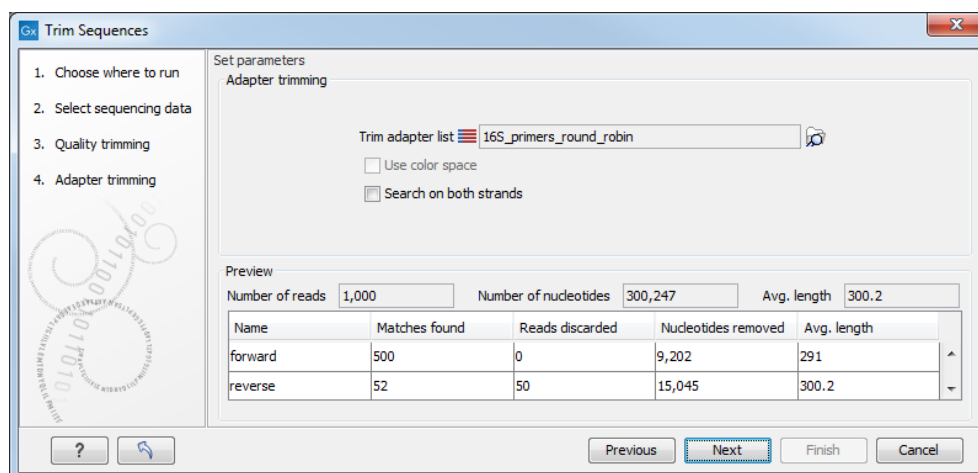 Gx Trim Sequences
1. Choose where to run
2. Select sequencing data
3. Quality trimming
4. Adapter trimming
Set parameters
Adapter trimming
Trim adapter list 16S_primers_round_robin
Use color space
Search on both strands
Preview
Number of reads 1,000 Number of nucleotides 300,247 Avg. length 300.2
Name Matches found Reads discarded Nucleotides removed Avg. length
forward 500 0 9,202 291
reverse 52 50 15,045 300.2
? Previous Next Finish Cancel